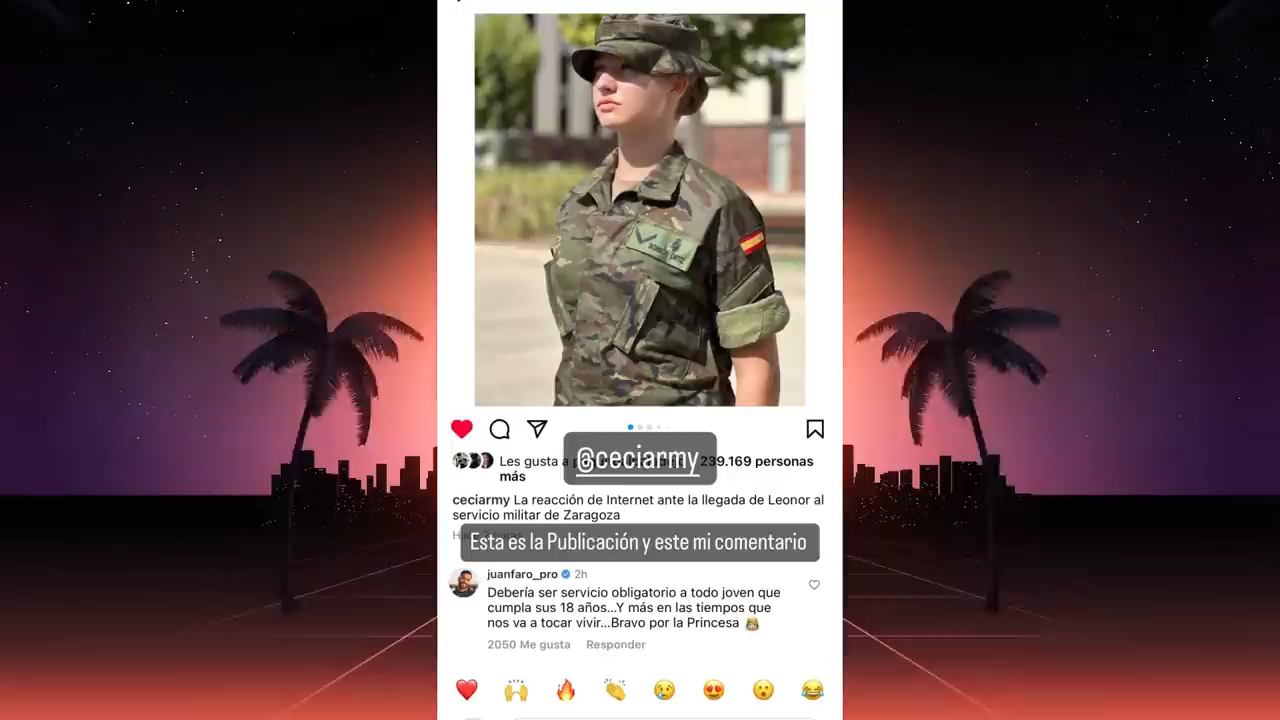 Les gusta a
239.169 personas
@ceciarmy
más
ceciarmy La reacción de Internet ante la llegada de Leonor al
servicio militar de Zaragoza
Esta es la Publicación y este mi comentario
juanfaro_pro 2h
Debería ser servicio obligatorio a todo joven que
cumpla sus 18 años...Y más en las tiempos que
nos va a tocar vivir...Bravo por la Princesa 👸🏼
2050 Me gusta Responder